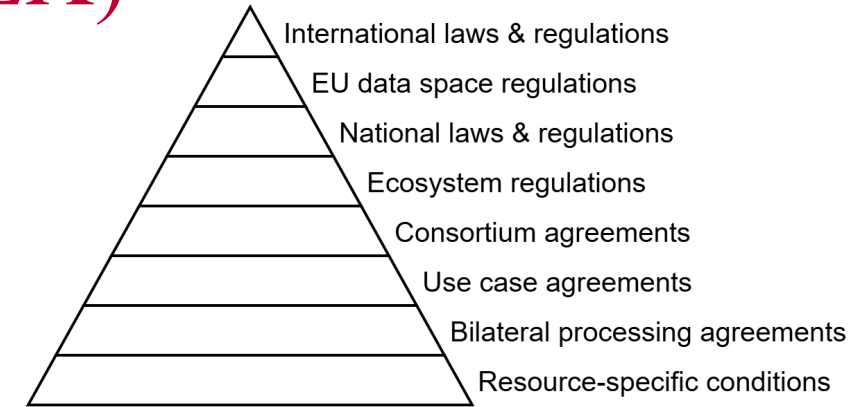 International laws & regulations
EU data space regulations
National laws & regulations
Ecosystem regulations
Consortium agreements
Use case agreements
Bilateral processing agreements
Resource-specific conditions